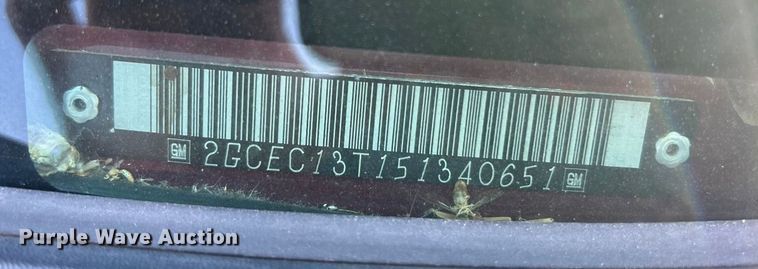 GM 2GCEC13T151340651 GM
Purple Wave Auction